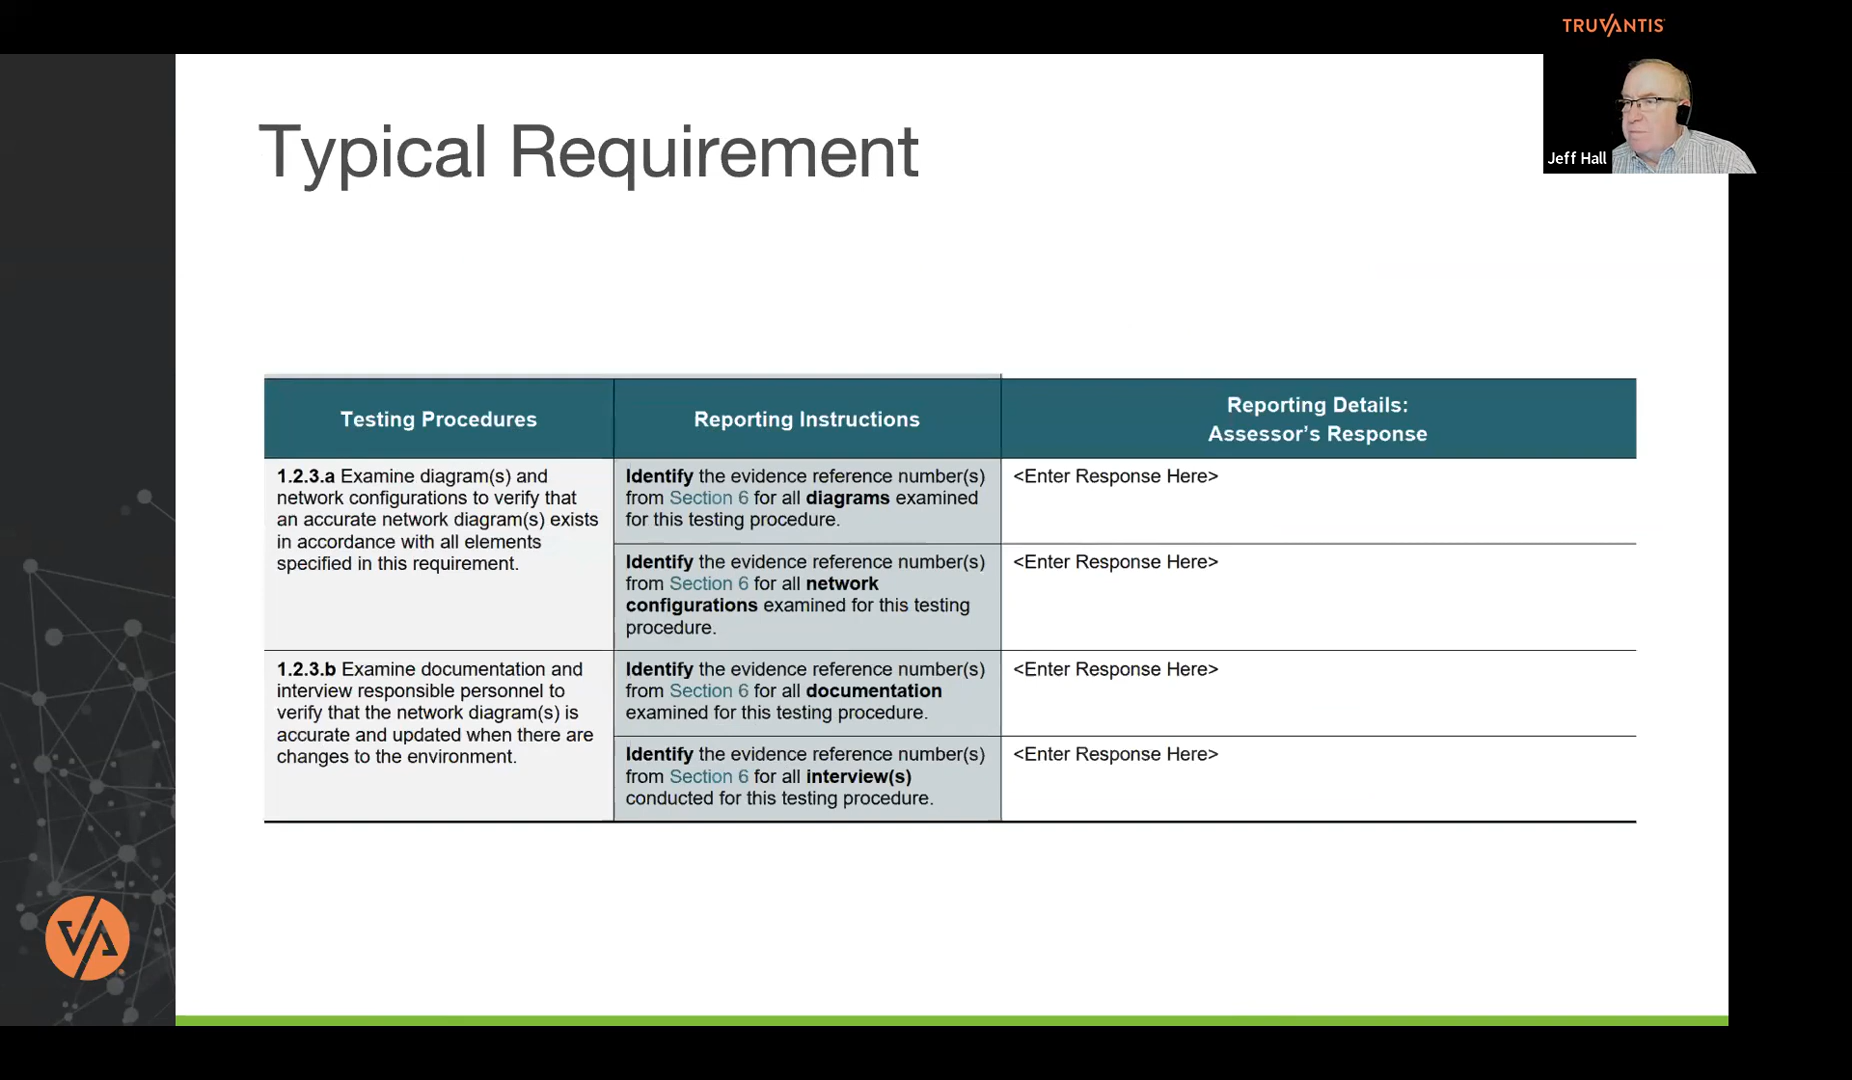 TRUVANTIS
Jeff Hall
Typical Requirement
Testing Procedures
Reporting Instructions
Reporting Details:
Assessor's Response
1.2.3.a Examine diagram(s) and
network configurations to verify that
an accurate network diagram(s) exists
in accordance with all elements
specified in this requirement.
Identify the evidence reference number(s)
from Section 6 for all diagrams examined
for this testing procedure.
<Enter Response Here>
Identify the evidence reference number(s)
from Section 6 for all network
configurations examined for this testing
procedure.
<Enter Response Here>
1.2.3.b Examine documentation and
interview responsible personnel to
verify that the network diagram(s) is
accurate and updated when there are
changes to the environment.
Identify the evidence reference number(s)
from Section 6 for all documentation
examined for this testing procedure.
<Enter Response Here>
Identify the evidence reference number(s)
from Section 6 for all interview(s)
conducted for this testing procedure.
<Enter Response Here>